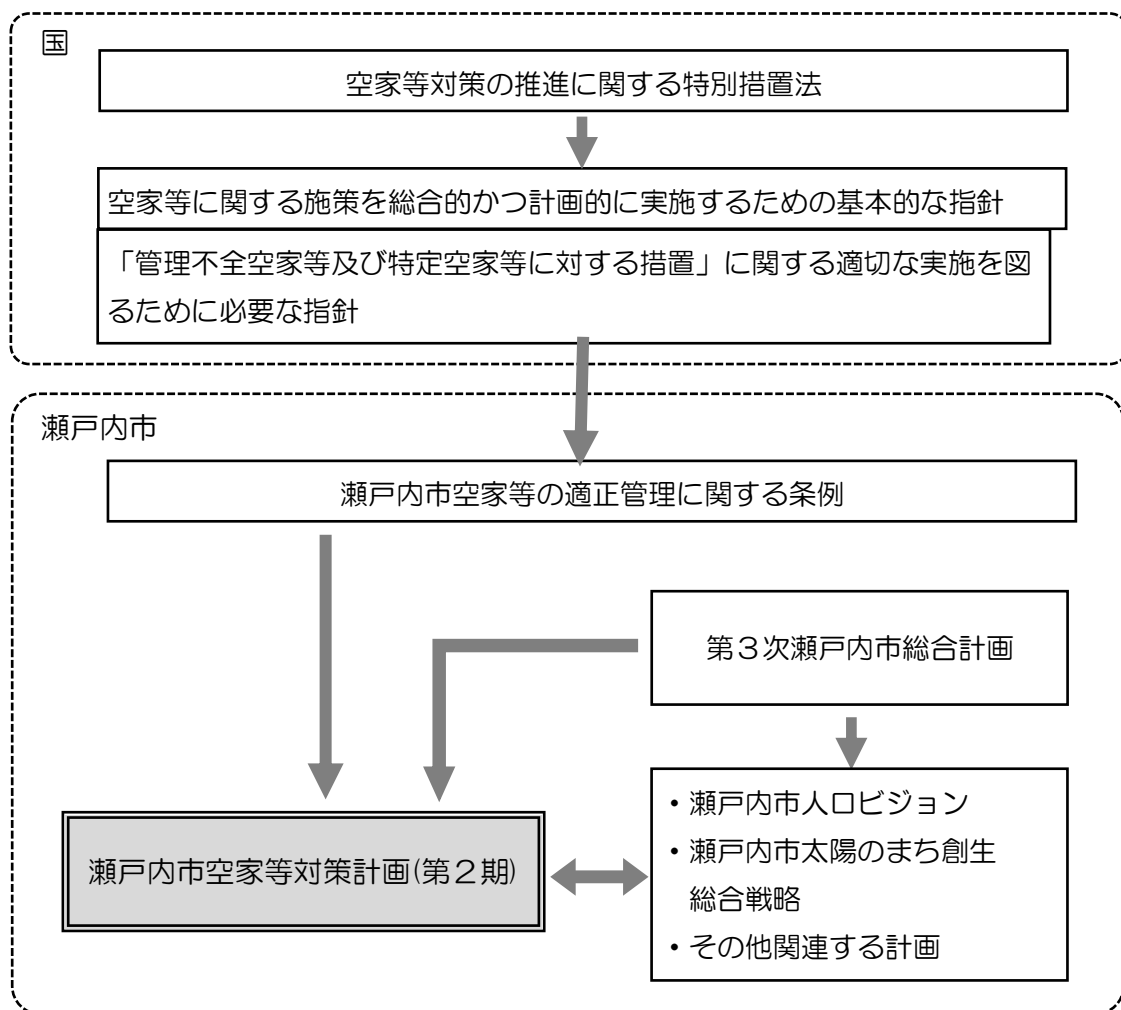 国
空家等対策の推進に関する特別措置法
空家等に関する施策を総合的かつ計画的に実施するための基本的な指針
「管理不全空家等及び特定空家等に対する措置」に関する適切な実施を図
るために必要な指針
瀬戸内市
瀬戸内市空家等の適正管理に関する条例
第３次瀬戸内市総合計画
・瀬戸内市人口ビジョン
・瀬戸内市太陽のまち創生
総合戦略
・その他関連する計画
瀬戸内市空家等対策計画(第２期)